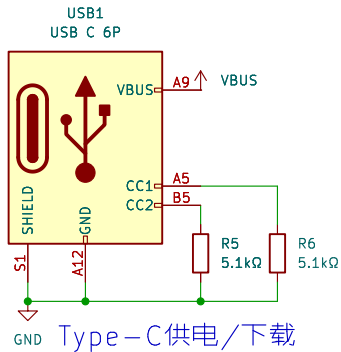 USB1
USB C 6P
VBUS
A9
VBUS
CC1
A5
CC2
B5
SHIELD
GND
S1
A12
R5
5.1kΩ
R6
5.1kΩ
GND
Type-C供电/下载